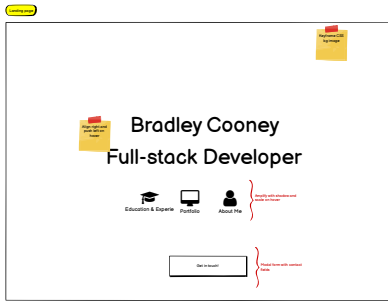 Landing page
Keyframe CSS
bg image
Align right and
push left on
hover
Bradley Cooney
Full-stack Developer
Education & Experie
Portfolio
About Me
Amplify with shadow and
scale on hover
Get in touch!
Modal form with contact
fields